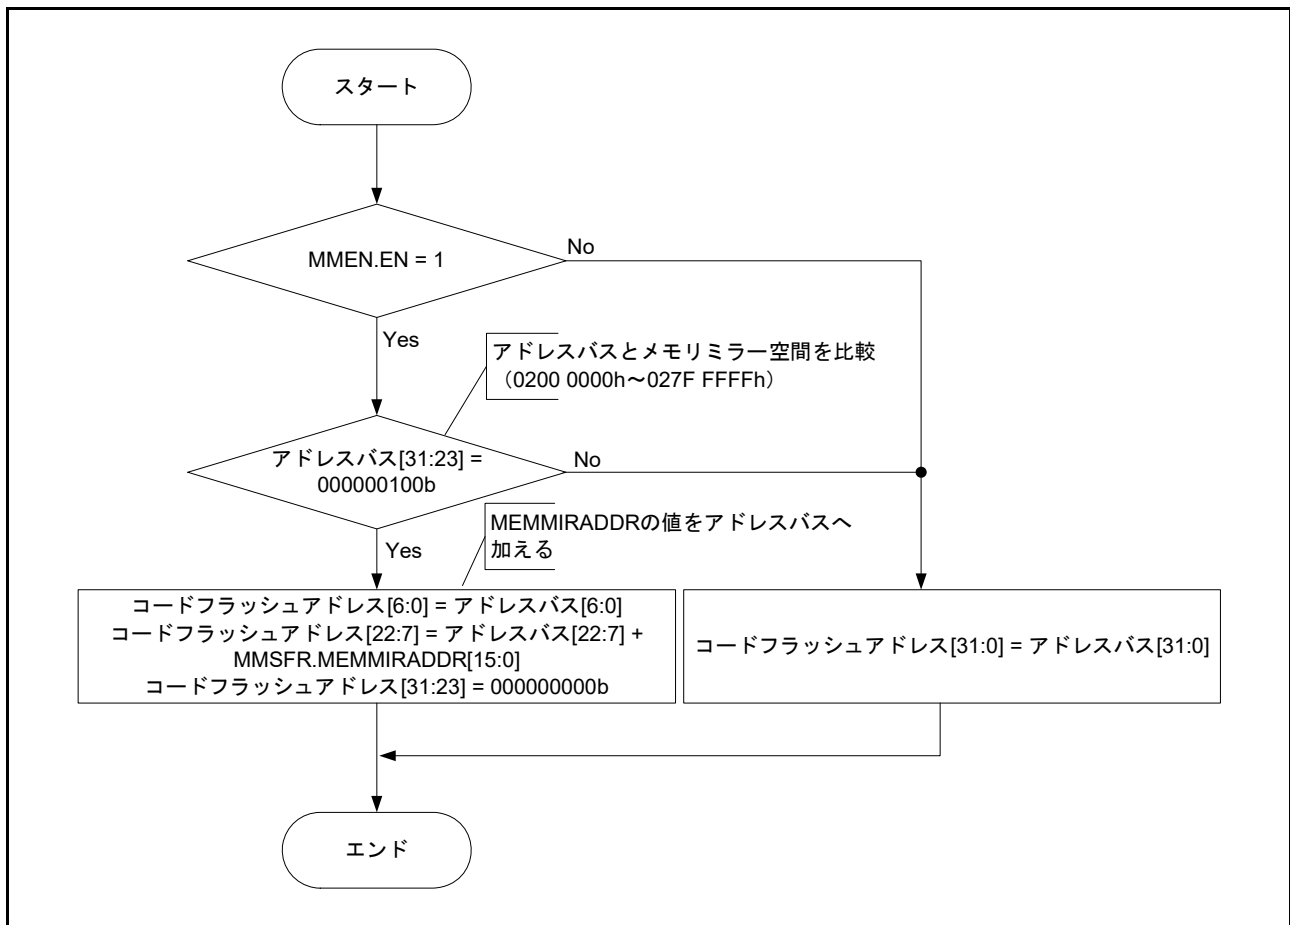 スタート
MMEN.EN = 1
No
Yes
アドレスバスとメモリミラー空間を比較
（0200 0000h～027F FFFFh）
アドレスバス[31:23] =
000000100b
No
Yes
MEMMIRADDRの値をアドレスバスへ
加える
コードフラッシュアドレス[6:0] = アドレスバス[6:0]
コードフラッシュアドレス[22:7] = アドレスバス[22:7] +
MMSFR.MEMMIRADDR[15:0]
コードフラッシュアドレス[31:23] = 000000000b
コードフラッシュアドレス[31:0] = アドレスバス[31:0]
エンド